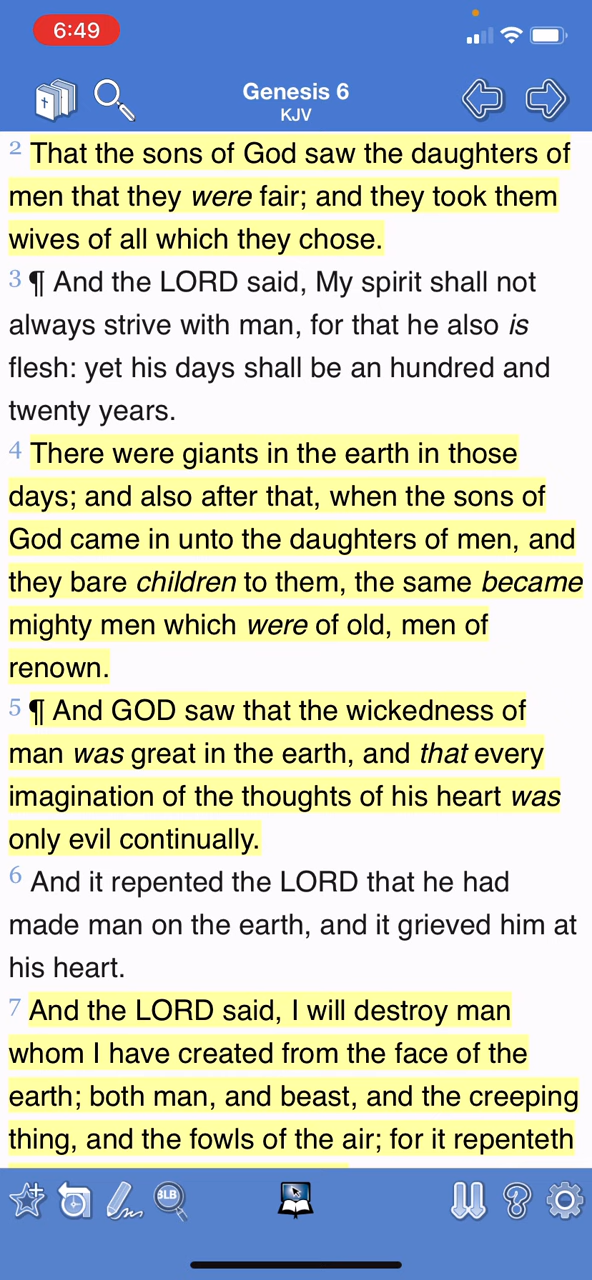 6:49
Genesis 6
KJV
2 That the sons of God saw the daughters of
men that they were fair; and they took them
wives of all which they chose.
3 ¶ And the LORD said, My spirit shall not
always strive with man, for that he also is
flesh: yet his days shall be an hundred and
twenty years.
4 There were giants in the earth in those
days; and also after that, when the sons of
God came in unto the daughters of men, and
they bare children to them, the same became
mighty men which were of old, men of
renown.
5 ¶ And GOD saw that the wickedness of
man was great in the earth, and that every
imagination of the thoughts of his heart was
only evil continually.
6 And it repented the LORD that he had
made man on the earth, and it grieved him at
his heart.
7 And the LORD said, I will destroy man
whom I have created from the face of the
earth; both man, and beast, and the creeping
thing, and the fowls of the air; for it repenteth
BLB